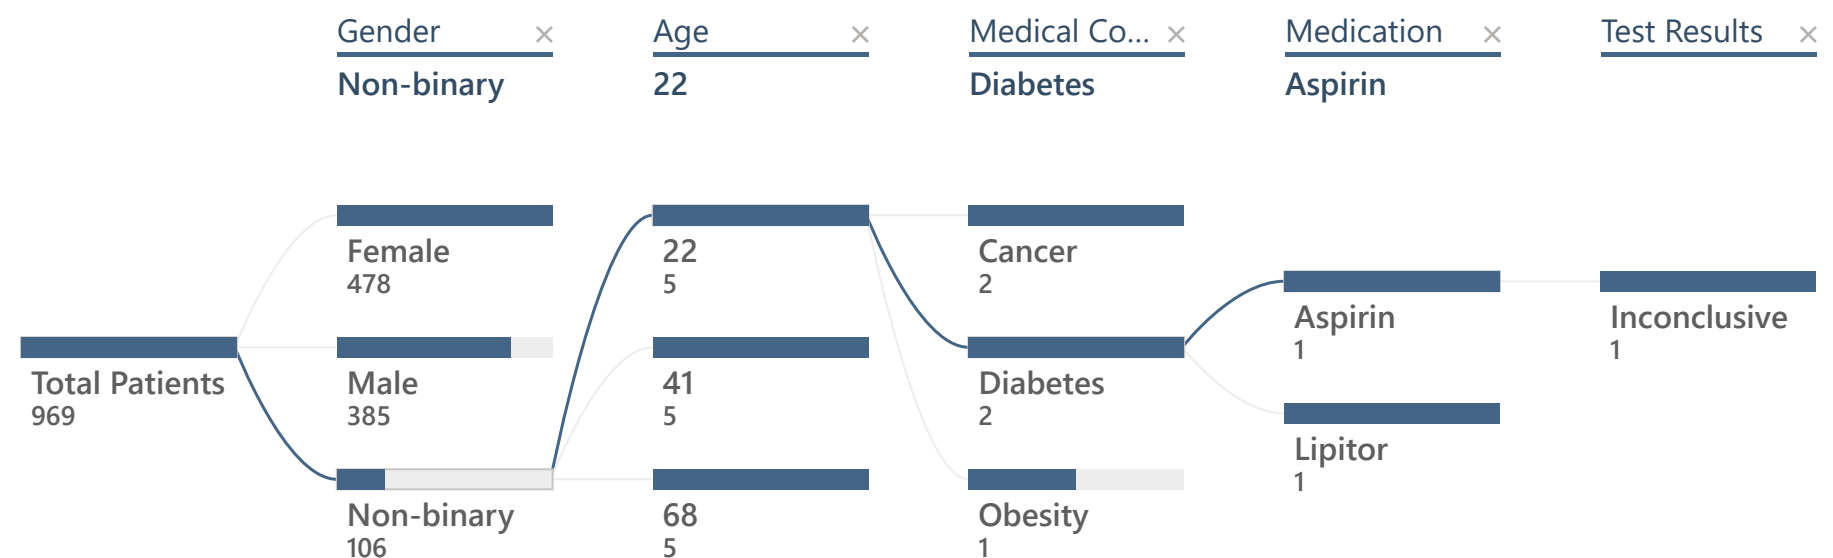 Gender ×
Age ×
Medical Co... ×
Medication ×
Test Results ×
Non-binary
22
Diabetes
Aspirin
Total Patients
969
Female
478
Male
385
Non-binary
106
22
5
41
5
68
5
Cancer
2
Diabetes
2
Obesity
1
Aspirin
1
Lipitor
1
Inconclusive
1